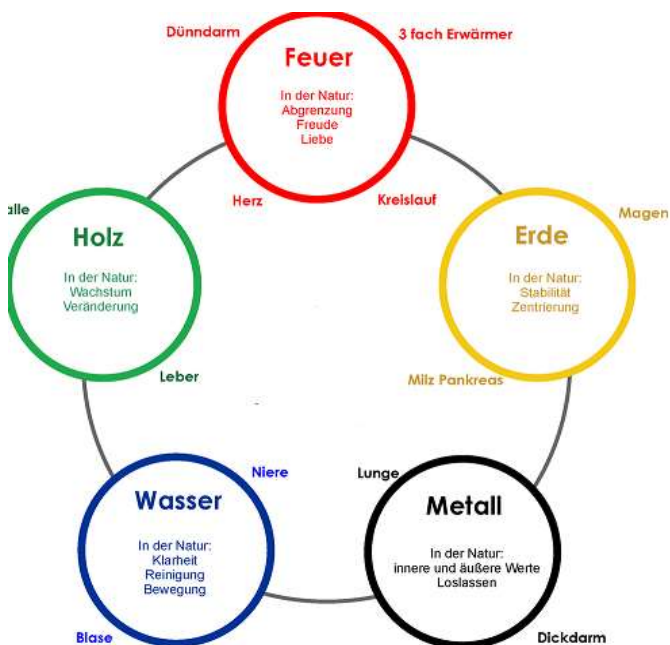 Dünndarm
3 fach Erwärmer
Feuer
In der Natur:
Abgrenzung
Freude
Liebe
Herz
Kreislauf
alle
Holz
In der Natur:
Wachstum
Veränderung
Leber
Magen
Erde
In der Natur:
Stabilität
Zentrierung
Milz Pankreas
Niere
Wasser
In der Natur:
Klarheit
Reinigung
Bewegung
Blase
Lunge
Metall
In der Natur:
innere und äußere Werte
Loslassen
Dickdarm